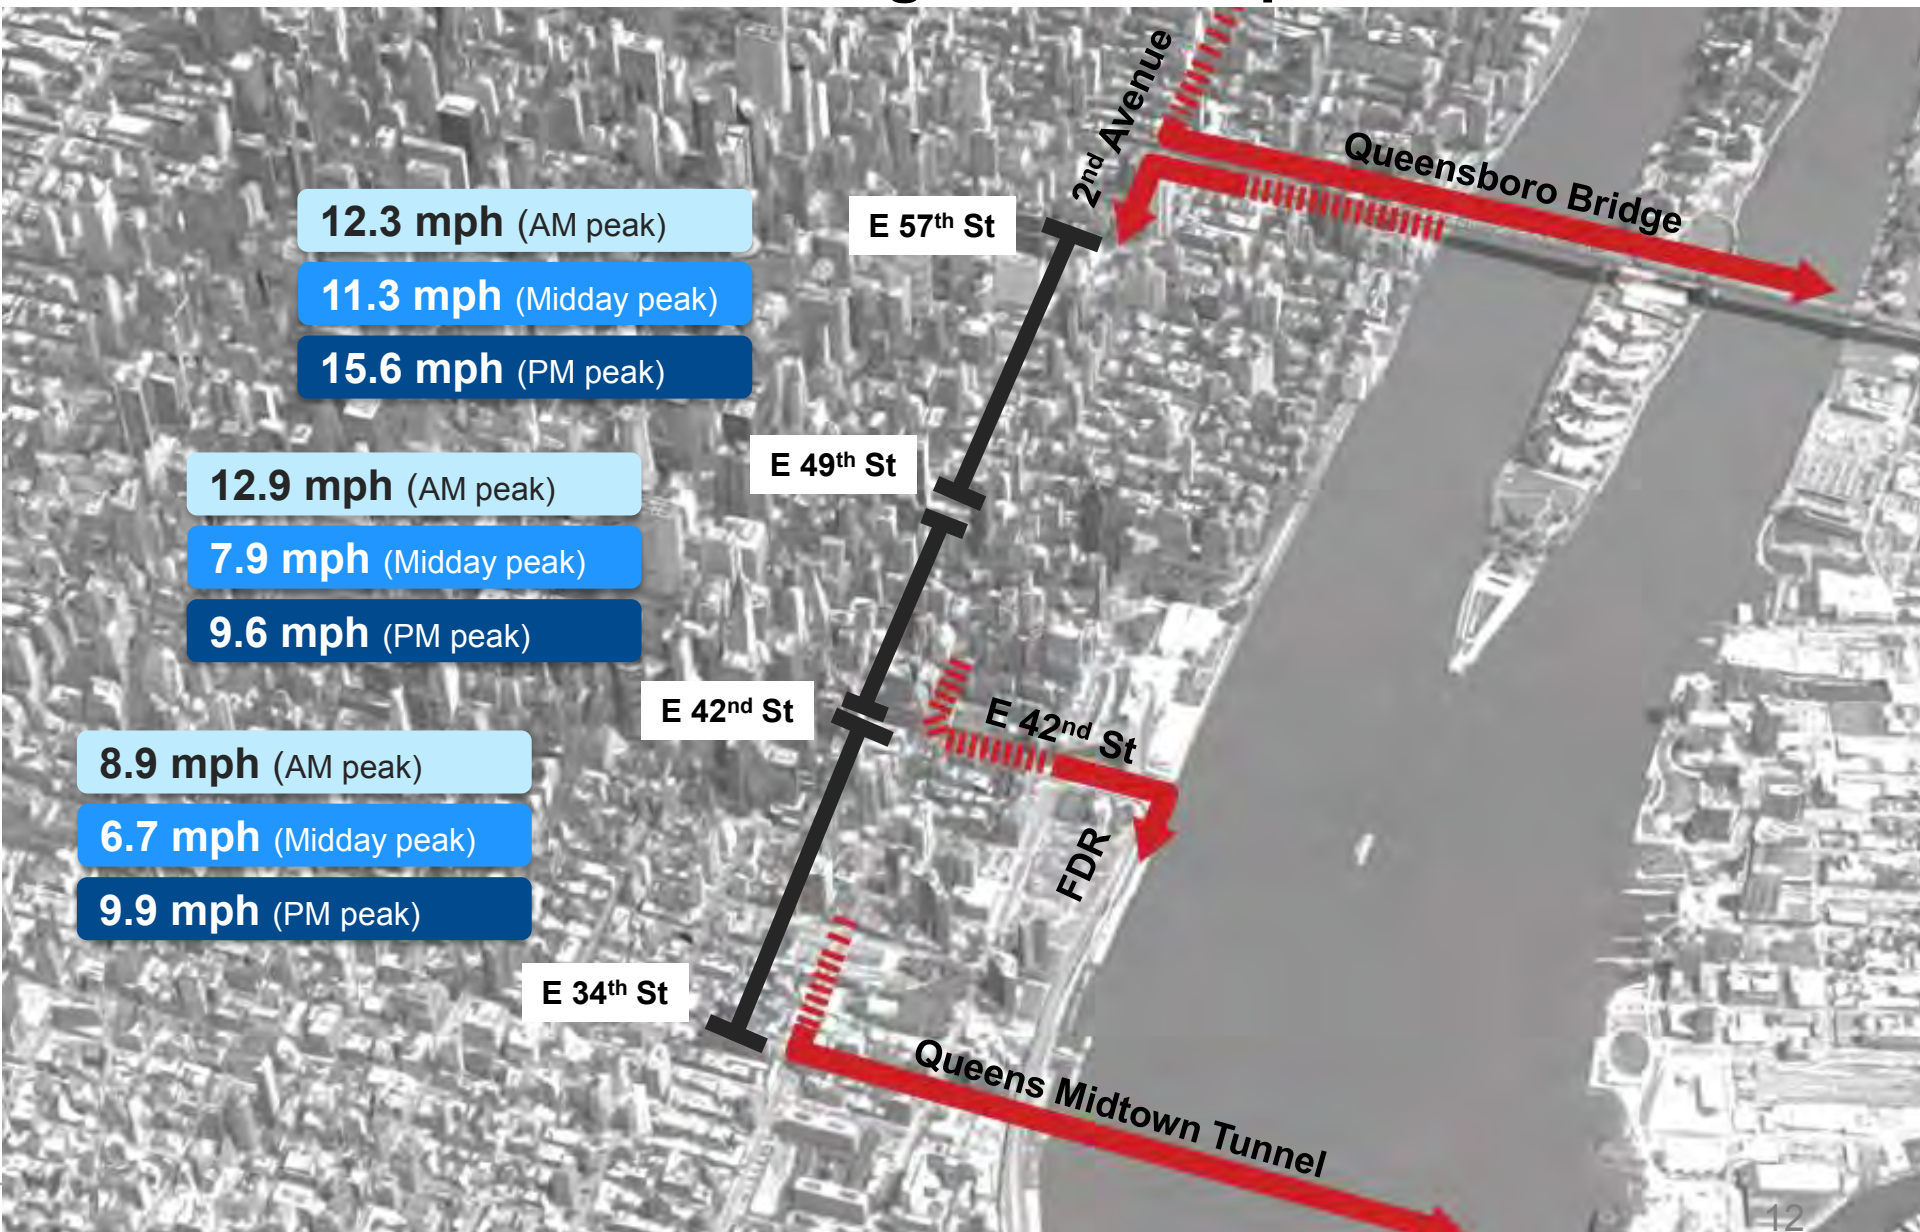 2nd Avenue
Queensboro Bridge
12.3 mph (AM peak)
11.3 mph (Midday peak)
15.6 mph (PM peak)
E 57th St
E 49th St
12.9 mph (AM peak)
7.9 mph (Midday peak)
9.6 mph (PM peak)
E 42nd St
E 42nd St
8.9 mph (AM peak)
6.7 mph (Midday peak)
9.9 mph (PM peak)
FDR
E 34th St
Queens Midtown Tunnel
12